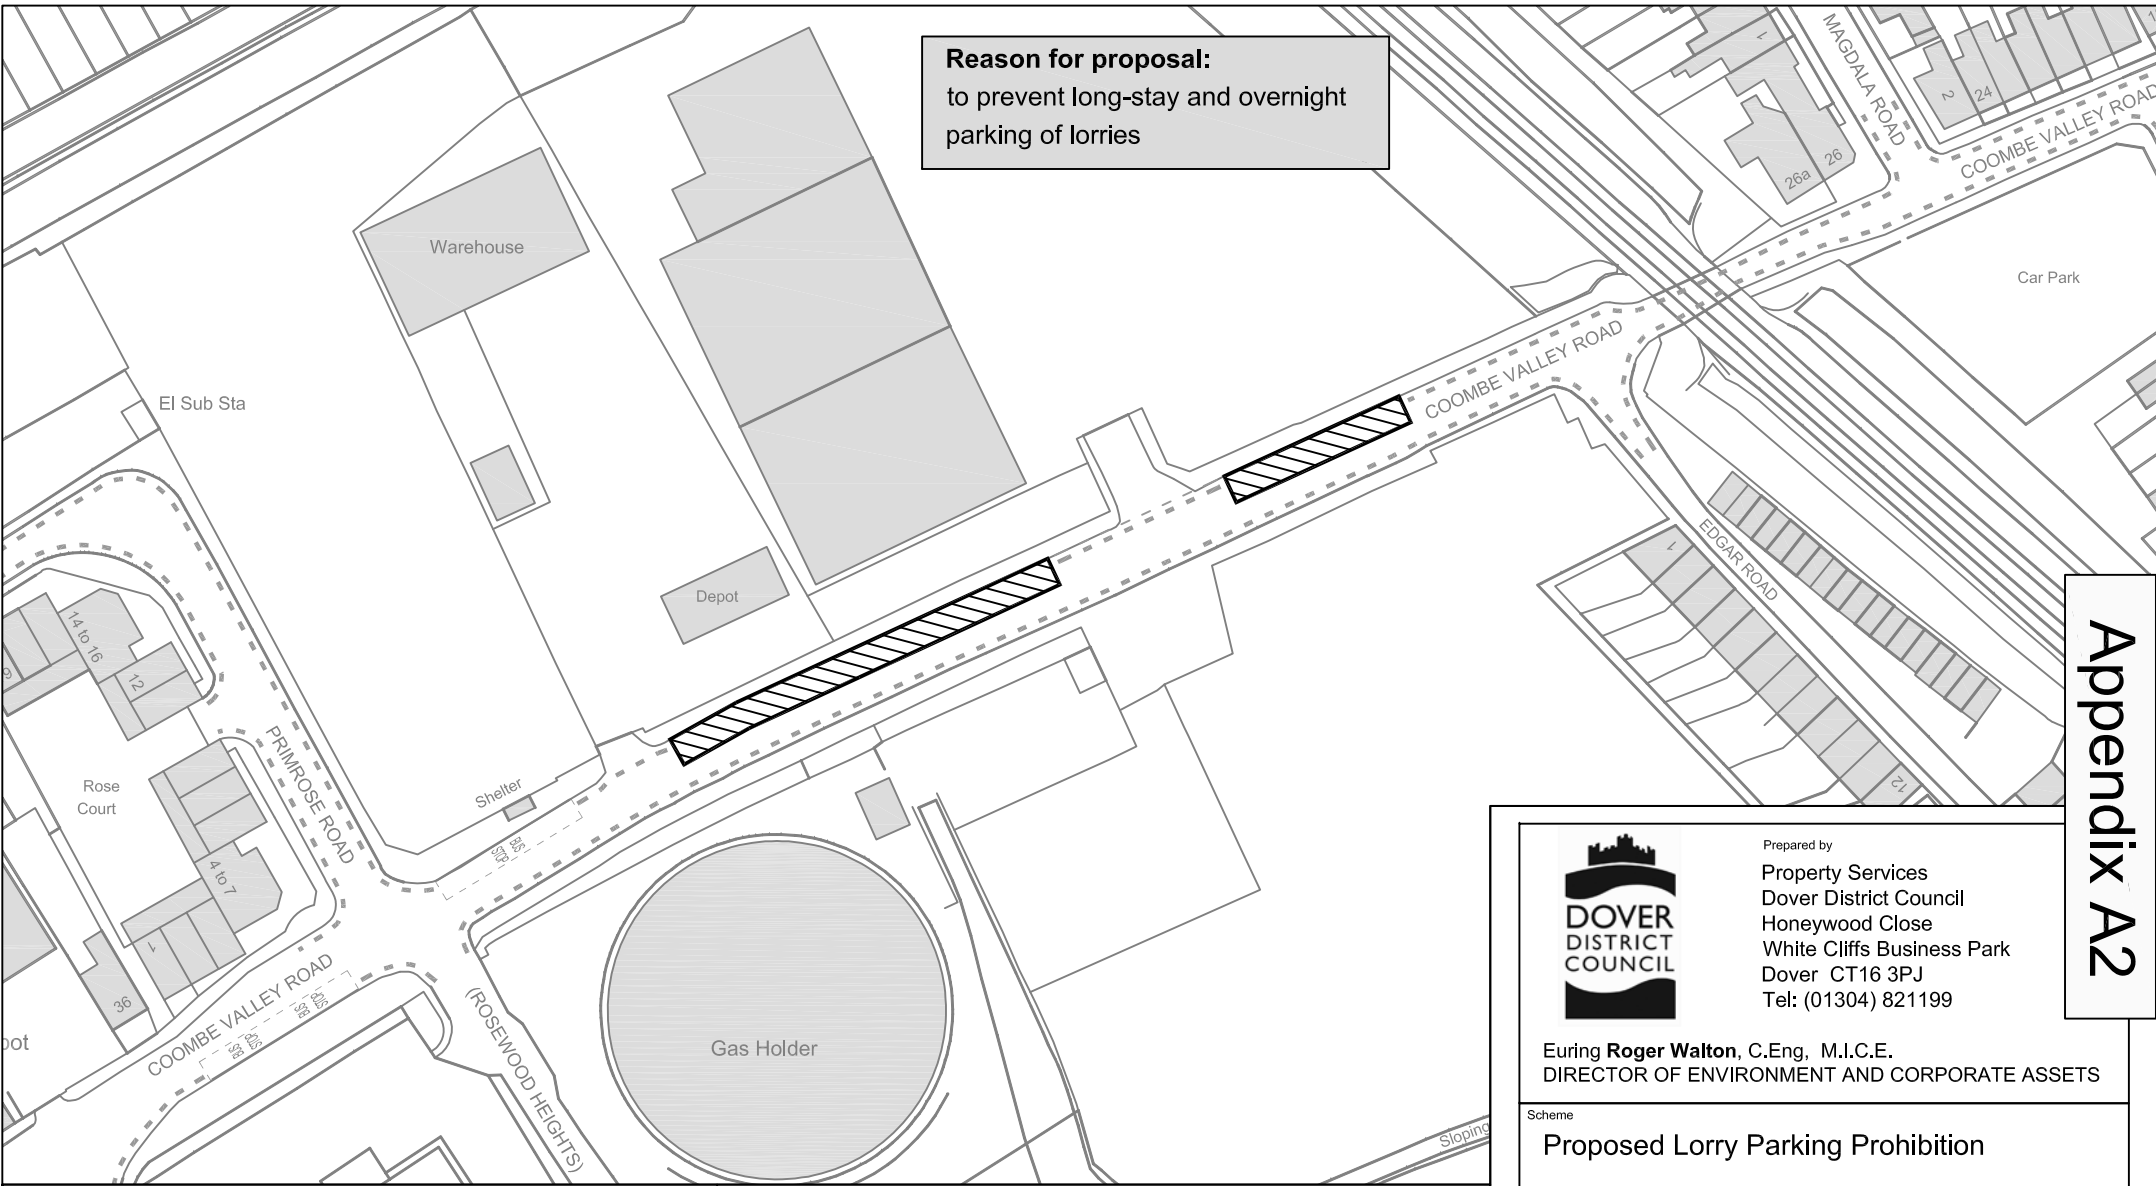 Reason for proposal:
to prevent long-stay and overnight
parking of lorries
MAGDALA ROAD
COOMBE VALLEY ROAD
1
2
24
26
26a
Car Park
Warehouse
El Sub Sta
COOMBE VALLEY ROAD
EDGAR ROAD
1
12
Depot
14 to 16
12
PRIMROSE ROAD
Rose
Court
Shelter
BUS
STOP
4 to 7
1
36
COOMBE VALLEY ROAD
BUS
STOP
BUS
STOP
(ROSEWOOD HEIGHTS)
Gas Holder
Sloping
Appendix A2
DOVER
DISTRICT
COUNCIL
Prepared by
Property Services
Dover District Council
Honeywood Close
White Cliffs Business Park
Dover CT16 3PJ
Tel: (01304) 821199
Euring Roger Walton, C.Eng, M.I.C.E.
DIRECTOR OF ENVIRONMENT AND CORPORATE ASSETS
Scheme
Proposed Lorry Parking Prohibition